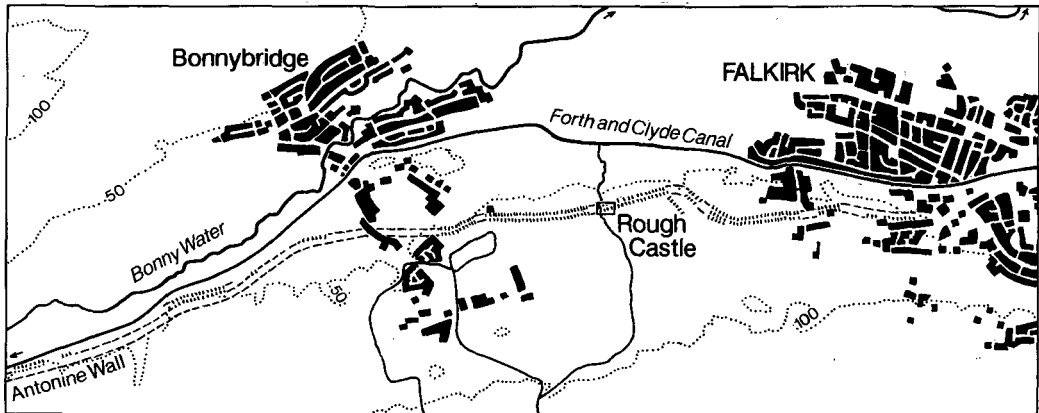 Bonnybridge
FALKIRK
100
Forth and Clyde Canal
50
Rough
Castle
Bonny Water
50
100
Antonine Wall